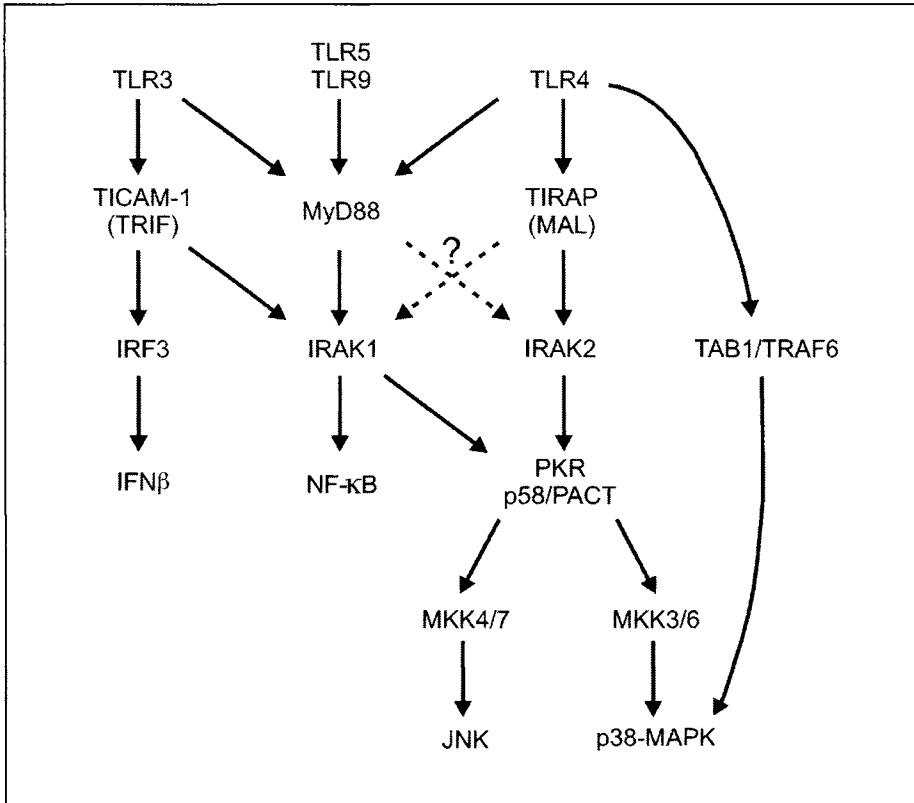 TLR5
TLR3 TLR9 TLR4
TICAM-1
(TRIF)
MyD88
TIRAP
(MAL)
?
IRF3 IRAK1 IRAK2 TAB1/TRAF6
IFNβ NF-κB
PKR
p58/PACT
MKK4/7 MKK3/6
JNK p38-MAPK